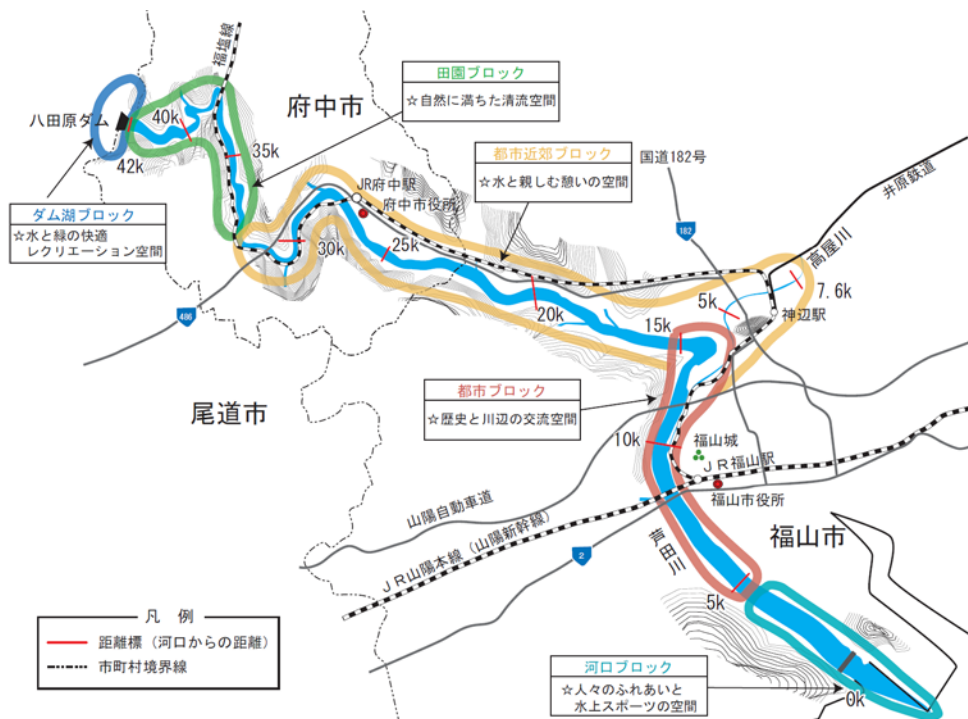 福塩線
田園ブロック
☆自然に満ちた清流空間
府中市
八田原ダム
40k
42k
35k
都市近郊ブロック
☆水と親しむ憩いの空間
国道182号
井原鉄道
JR府中駅
府中市役所
182
高屋川
ダム湖ブロック
☆水と緑の快適
レクリエーション空間
30k
25k
7.6k
5k
神辺駅
20k
486
15k
都市ブロック
☆歴史と川辺の交流空間
尾道市
10k
福山城
JR福山駅
福山市役所
山陽自動車道
JR山陽本線（山陽新幹線）
2
芦田川
福山市
5k
凡 例
距離標（河口からの距離）
市町村境界線
河口ブロック
☆人々のふれあいと
水上スポーツの空間
0k